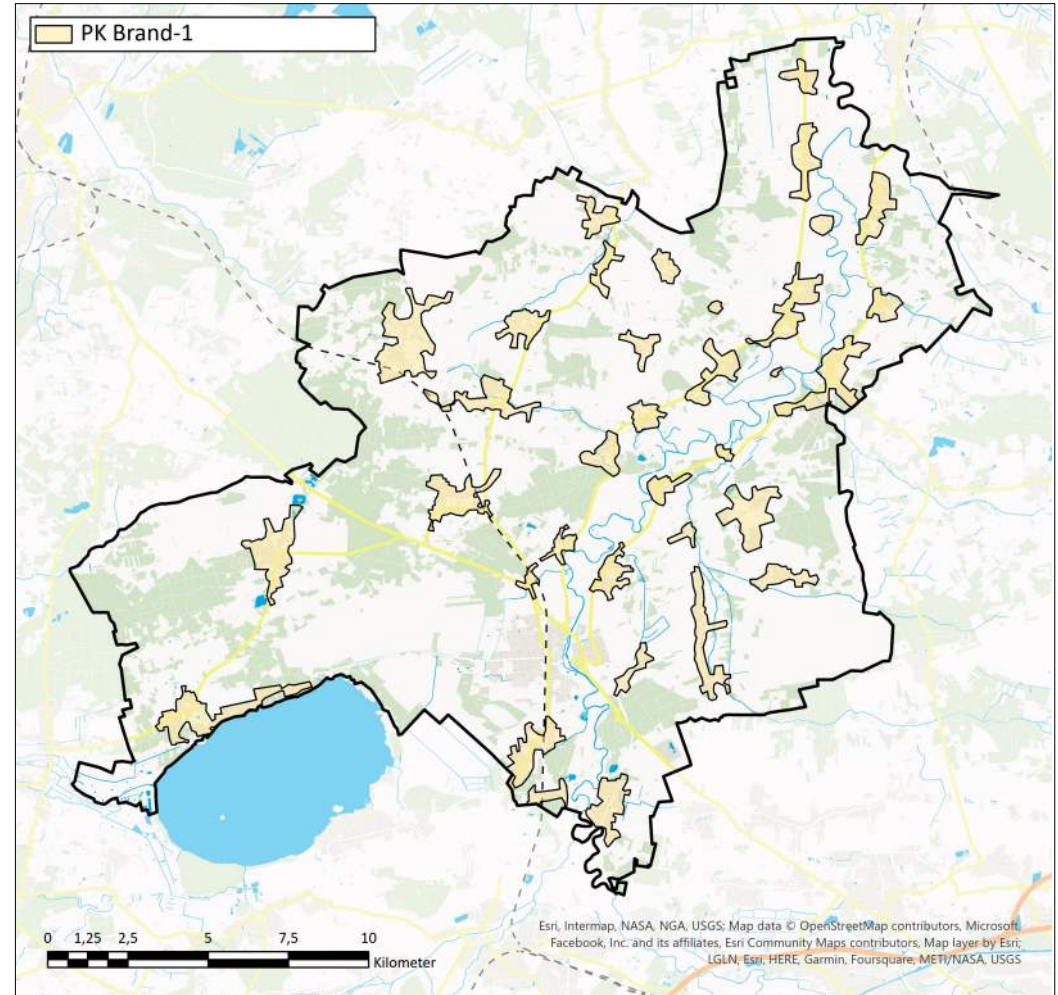 PK Brand-1
Esri, Intermap, NASA, NGA, USGS; Map data © OpenStreetMap contributors, Microsoft,
Facebook, Inc. and its affiliates, Esri Community Maps contributors, Map layer by Esri;
LGLN, Esri, HERE, Garmin, Foursquare, METI/NASA, USGS
0 1,25 2,5 5 7,5 10
Kilometer